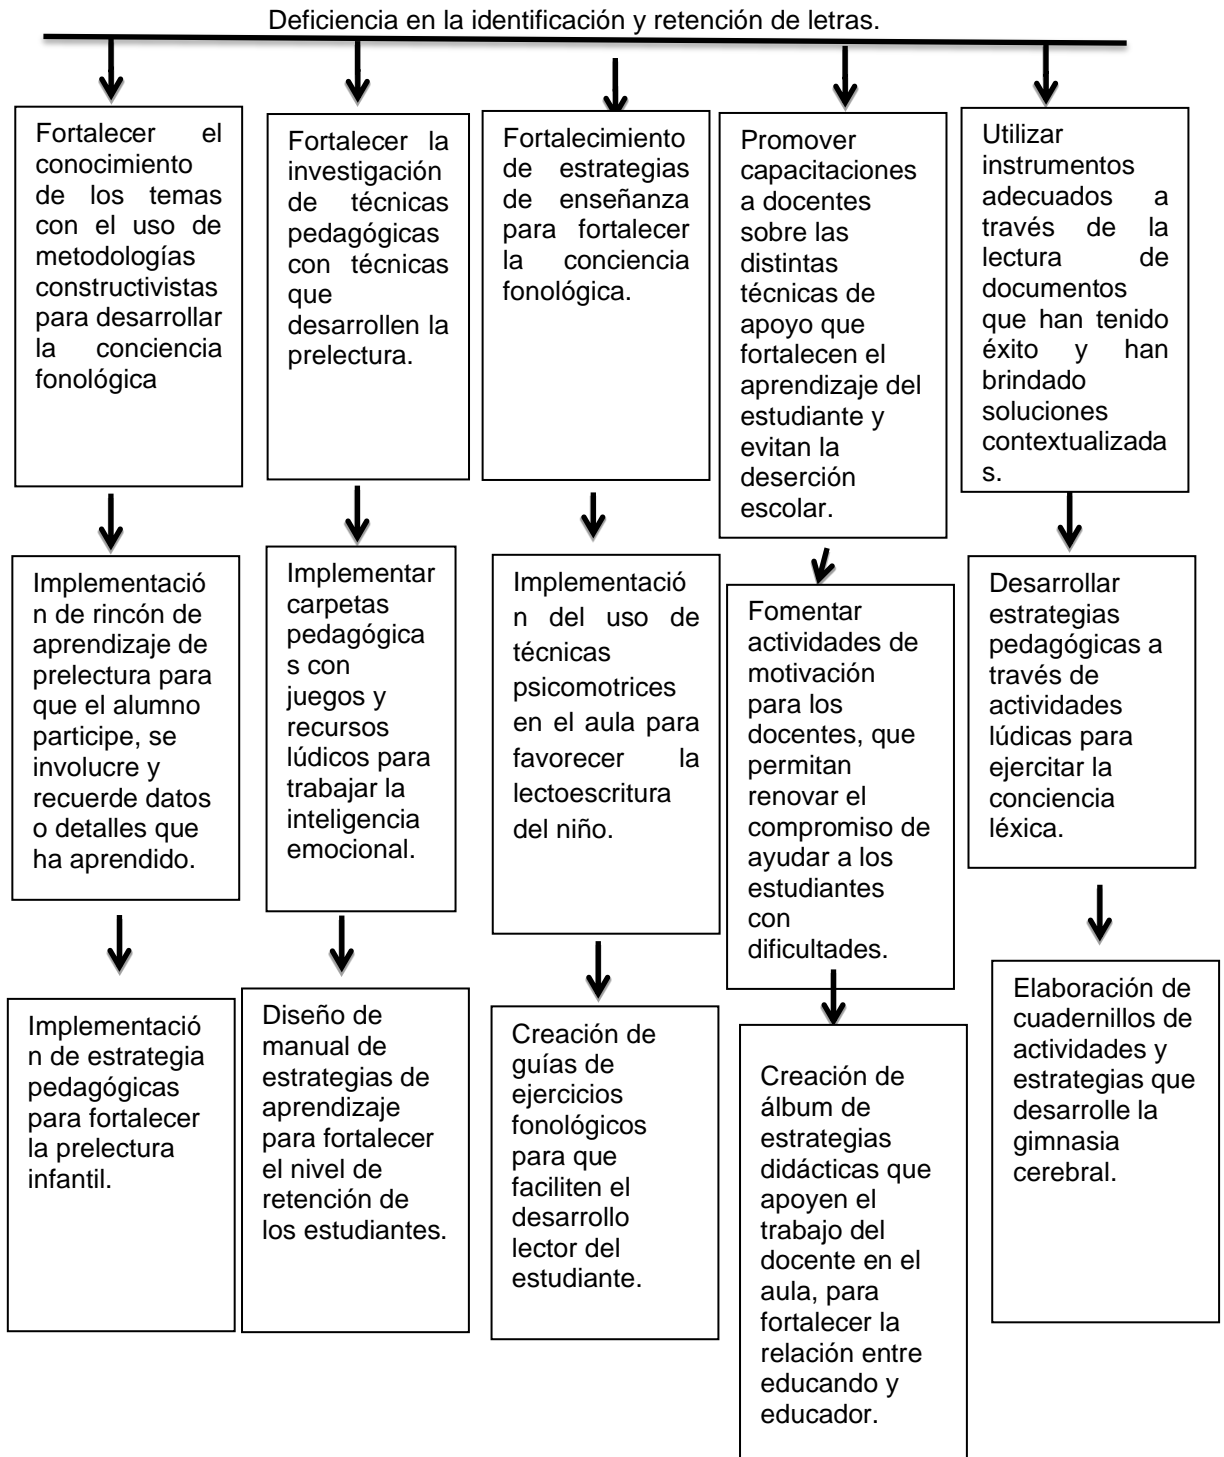 Deficiencia en la identificación y retención de letras.
Fortalecer el
conocimiento
de los temas
con el uso de
metodologías
constructivistas
para desarrollar
la conciencia
fonológica
Fortalecer la
investigación
de técnicas
pedagógicas
con técnicas
que
desarrollen la
prelectura.
Fortalecimiento
de estrategias
de enseñanza
para fortalecer
la conciencia
fonológica.
Promover
capacitaciones
a docentes
sobre las
distintas
técnicas de
apoyo que
fortalecen el
aprendizaje del
estudiante y
evitan la
deserción
escolar.
Utilizar
instrumentos
adecuados a
través de la
lectura de
documentos
que han tenido
éxito y han
brindado
soluciones
contextualizada
s.
Implementació
n de rincón de
aprendizaje de
prelectura para
que el alumno
participe, se
involucre y
recuerde datos
o detalles que
ha aprendido.
Implementar
carpetas
pedagógica
s con
juegos y
recursos
lúdicos para
trabajar la
inteligencia
emocional.
Implementació
n del uso de
técnicas
psicomotrices
en el aula para
favorecer la
lectoescritura
del niño.
Fomentar
actividades de
motivación
para los
docentes, que
permitan
renovar el
compromiso de
ayudar a los
estudiantes
con
dificultades.
Desarrollar
estrategias
pedagógicas a
través de
actividades
lúdicas para
ejercitar la
conciencia
léxica.
Implementació
n de estrategia
pedagógicas
para fortalecer
la prelectura
infantil.
Diseño de
manual de
estrategias de
aprendizaje
para fortalecer
el nivel de
retención de
los estudiantes.
Creación de
guías de
ejercicios
fonológicos
para que
faciliten el
desarrollo
lector del
estudiante.
Creación de
álbum de
estrategias
didácticas que
apoyen el
trabajo del
docente en el
aula, para
fortalecer la
relación entre
educando y
educador.
Elaboración de
cuadernillos de
actividades y
estrategias que
desarrolle la
gimnasia
cerebral.